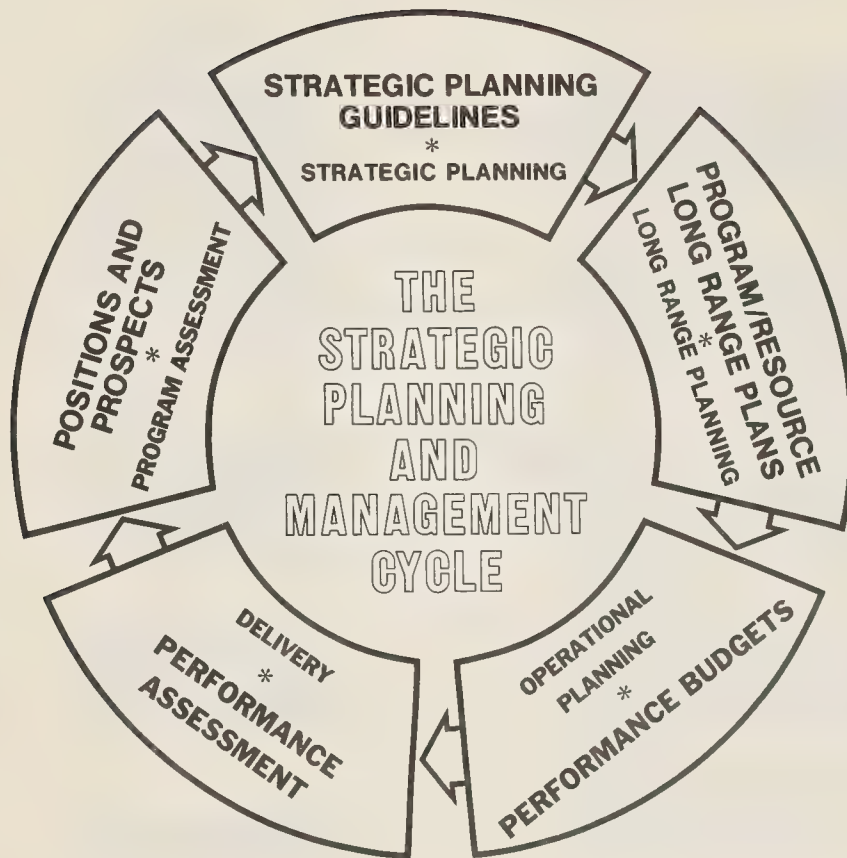 STRATEGIC PLANNING
GUIDELINES
*
STRATEGIC PLANNING
PROGRAM/RESOURCE
LONG RANGE PLANS
*
LONG RANGE PLANNING
OPERATIONAL
PLANNING
*
PERFORMANCE BUDGETS
DELIVERY
*
PERFORMANCE
ASSESSMENT
POSITIONS AND
PROSPECTS
*
PROGRAM ASSESSMENT
THE
STRATEGIC
PLANNING
AND
MANAGEMENT
CYCLE